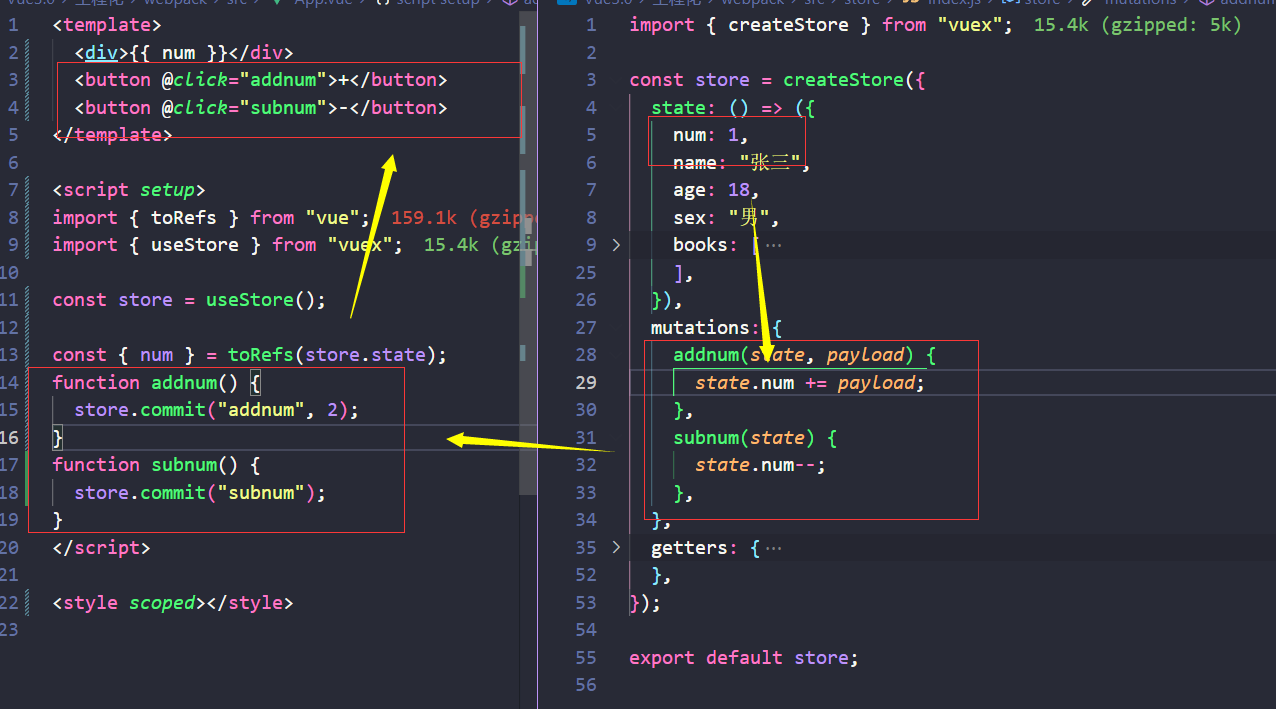 Vue3.0 > 工程化 > webpack > src > App.vue > {} script setup >
1 <template>
2 <div>{{ num }}</div>
3 <button @click="addnum">+</button>
4 <button @click="subnum">-</button>
5 </template>
6
7 <script setup>
8 import { toRefs } from "vue"; 159.1k (gzipp
9 import { useStore } from "vuex"; 15.4k (gzip
10
11 const store = useStore();
12
13 const { num } = toRefs(store.state);
14 function addnum() {
15 store.commit("addnum", 2);
16 }
17 function subnum() {
18 store.commit("subnum");
19 }
20 </script>
21
22 <style scoped></style>
23
Vue3.0 > 工程化 > webpack > src > store > index.js > store > mutations > addnum
1 import { createStore } from "vuex"; 15.4k (gzipped: 5k)
2
3 const store = createStore({
4 state: () => ({
5 num: 1,
6 name: "张三",
7 age: 18,
8 sex: "男",
9 > books: [ ···
25 ],
26 }),
27 mutations: {
28 addnum(state, payload) {
29 state.num += payload;
30 },
31 subnum(state) {
32 state.num--;
33 },
34 },
35 > getters: { ···
52 },
53 });
54
55 export default store;
56